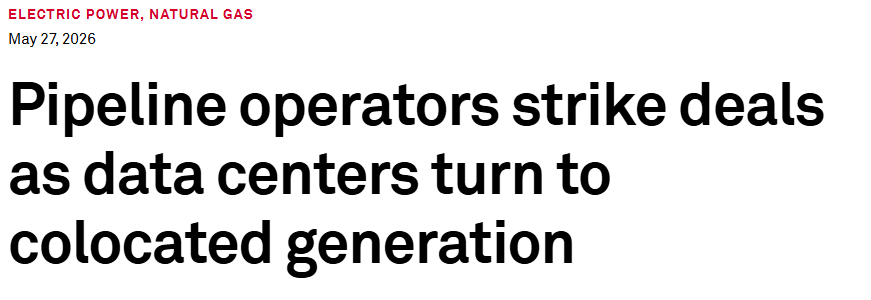 ELECTRIC POWER, NATURAL GAS
May 27, 2026
Pipeline operators strike deals
as data centers turn to
colocated generation